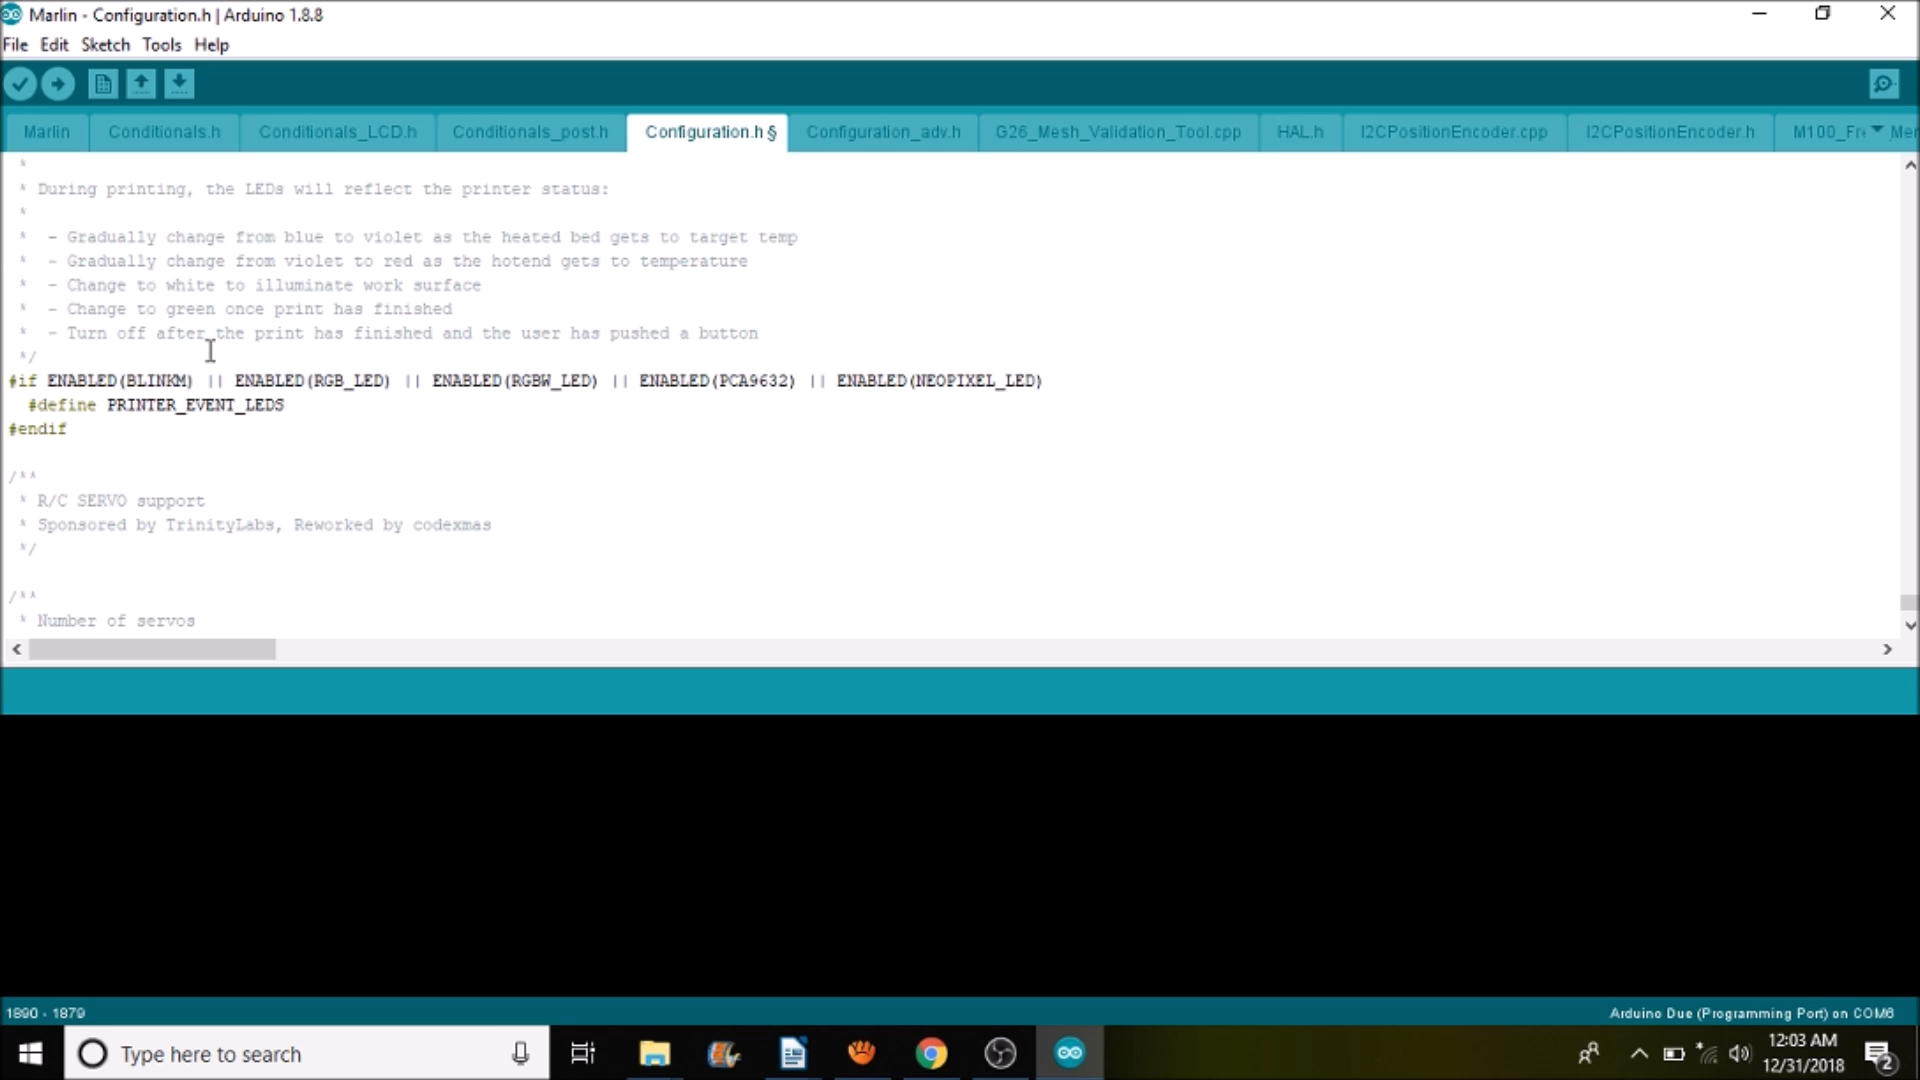 Marlin - Configuration.h | Arduino 1.8.8
File Edit Sketch Tools Help
Marlin Conditionals.h Conditionals_LCD.h Conditionals_post.h Configuration.h § Configuration_adv.h G26_Mesh_Validation_Tool.cpp HAL.h I2CPositionEncoder.cpp I2CPositionEncoder.h M100_Fre Mer
*
* During printing, the LEDs will reflect the printer status:
*
* - Gradually change from blue to violet as the heated bed gets to target temp
* - Gradually change from violet to red as the hotend gets to temperature
* - Change to white to illuminate work surface
* - Change to green once print has finished
* - Turn off after the print has finished and the user has pushed a button
*/
#if ENABLED(BLINKM) || ENABLED(RGB_LED) || ENABLED(RGBW_LED) || ENABLED(PCA9632) || ENABLED(NEOPIXEL_LED)
#define PRINTER_EVENT_LEDS
#endif
/**
* R/C SERVO support
* Sponsored by TrinityLabs, Reworked by codexmas
*/
/**
* Number of servos
1890 - 1879
Arduino Due (Programming Port) on COM6
Type here to search
12:03 AM
12/31/2018
2